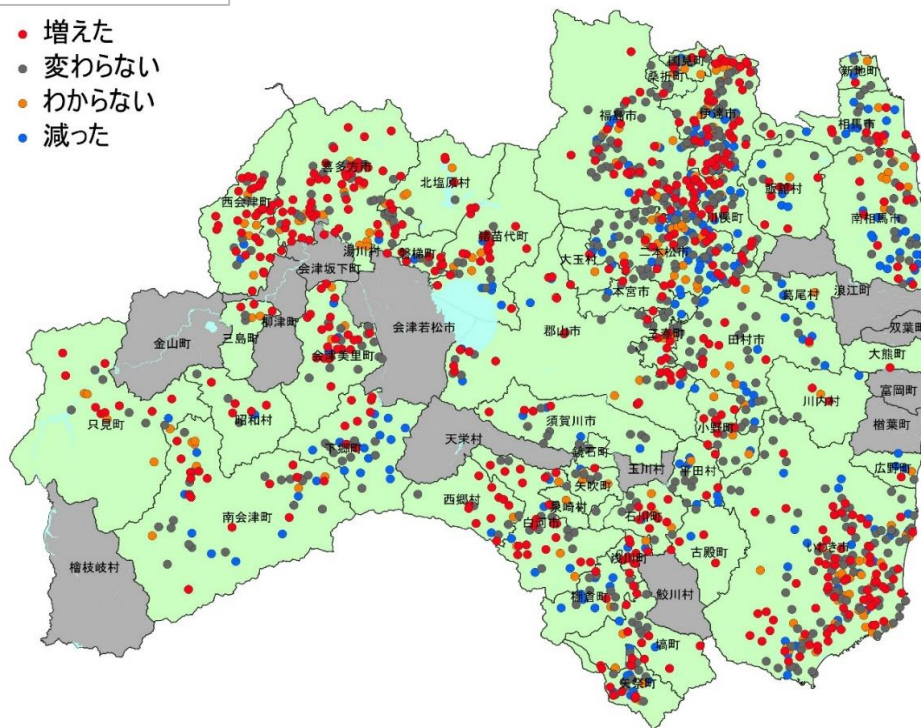 増えた
変わらない
わからない
減った
国見町
桑折町
新地町
福島市
伊達市
相馬市
喜多方市
北塩原村
西会津町
飯舘村
川俣町
南相馬市
猪苗代町
湯川村
磐梯町
大玉村
二本松市
会津坂下町
本宮市
葛尾村
浪江町
柳津町
会津若松市
三島町
金山町
郡山市
三春町
田村市
双葉町
会津美里町
大熊町
川内村
富岡町
昭和村
只見町
須賀川市
小野町
楢葉町
下郷町
天栄村
鏡石町
玉川村
平田村
広野町
矢吹町
西郷村
泉崎村
石川町
南会津町
白河市
いわき市
浅川町
古殿町
檜枝岐村
棚倉町
鮫川村
塙町
矢祭町